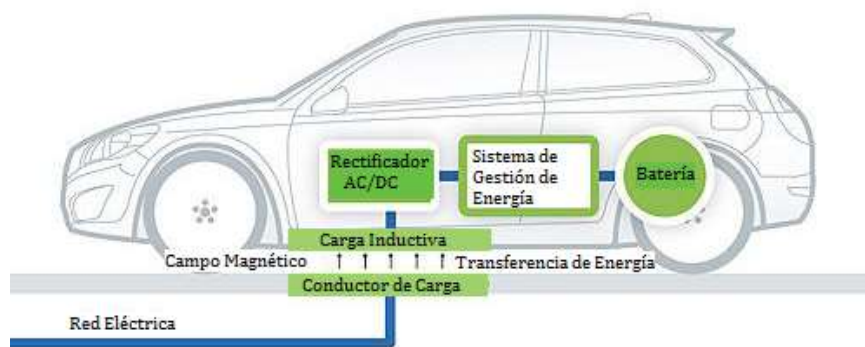 Rectificador
AC/DC
Sistema de
Gestión de
Energía
Batería
Carga Inductiva
Campo Magnético
Transferencia de Energía
Conductor de Carga
Red Eléctrica